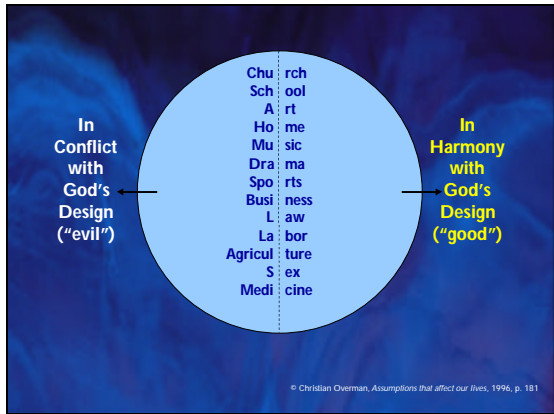 In
Conflict
with
God's
Design
("evil")
Chu rch
Sch ool
A rt
Ho me
Mu sic
Dra ma
Spo rts
Busi ness
L aw
La bor
Agricul ture
S ex
Medi cine
In
Harmony
with
God's
Design
("good")
© Christian Overman, Assumptions that affect our lives, 1996, p. 181